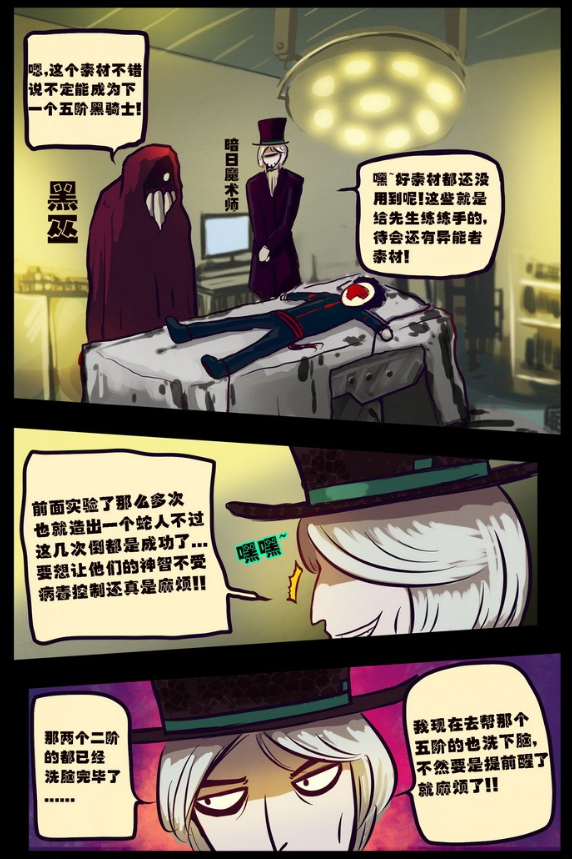 嗯,这个素材不错
说不定能成为下
一个五阶黑骑士!
黑巫
暗日魔术师
嘿~好素材都还没
用到呢!这些就是
给先生练练手的,
待会还有异能者
素材!
前面实验了那么多次
也就造出一个蛇人不过
这几次倒都是成功了...
要想让他们的神智不受
病毒控制还真是麻烦!!
嘿嘿~
那两个二阶
的都已经
洗脑完毕了
......
我现在去帮那个
五阶的也洗下脑,
不然要是提前醒了
就麻烦了!!